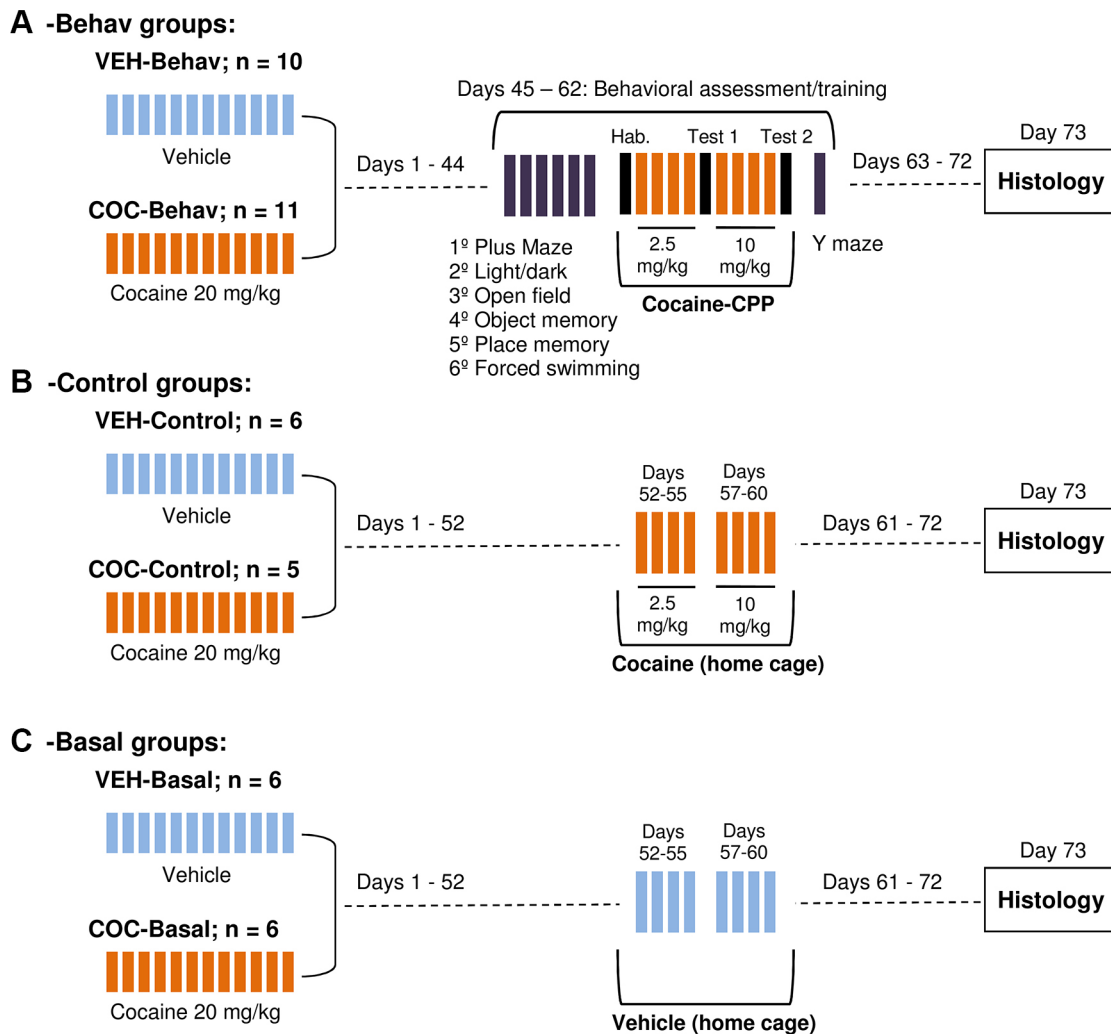 A -Behav groups:
VEH-Behav; n = 10
Vehicle
COC-Behav; n = 11
Cocaine 20 mg/kg
Days 1 - 44
Days 45 – 62: Behavioral assessment/training
Hab. Test 1 Test 2
1º Plus Maze
2º Light/dark
3º Open field
4º Object memory
5º Place memory
6º Forced swimming
2.5
mg/kg
10
mg/kg
Cocaine-CPP
Y maze
Days 63 - 72
Day 73
Histology
B -Control groups:
VEH-Control; n = 6
Vehicle
COC-Control; n = 5
Cocaine 20 mg/kg
Days 1 - 52
Days
52-55
Days
57-60
2.5
mg/kg
10
mg/kg
Cocaine (home cage)
Days 61 - 72
Day 73
Histology
C -Basal groups:
VEH-Basal; n = 6
Vehicle
COC-Basal; n = 6
Cocaine 20 mg/kg
Days 1 - 52
Days
52-55
Days
57-60
Vehicle (home cage)
Days 61 - 72
Day 73
Histology